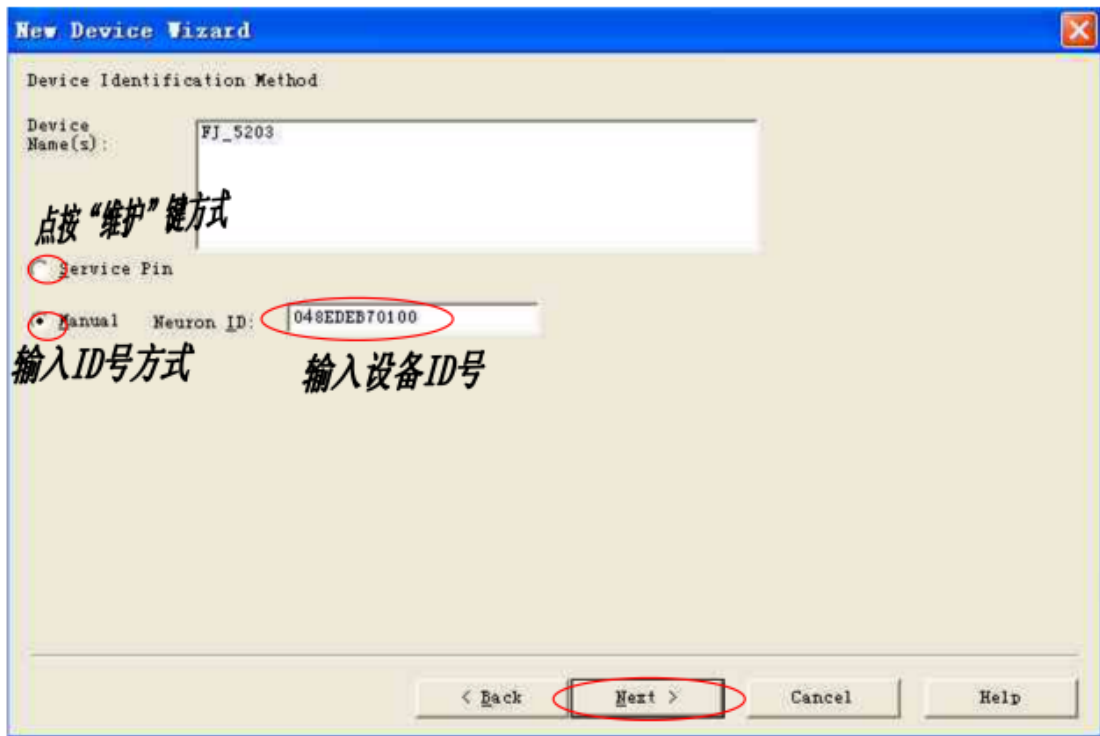 New Device Wizard
Device Identification Method
Device
Name(s):
FJ_5203
点按“维护”键方式
Service Pin
Manual Neuron ID: 048EDEB70100
输入ID号方式
输入设备ID号
< Back Next > Cancel Help